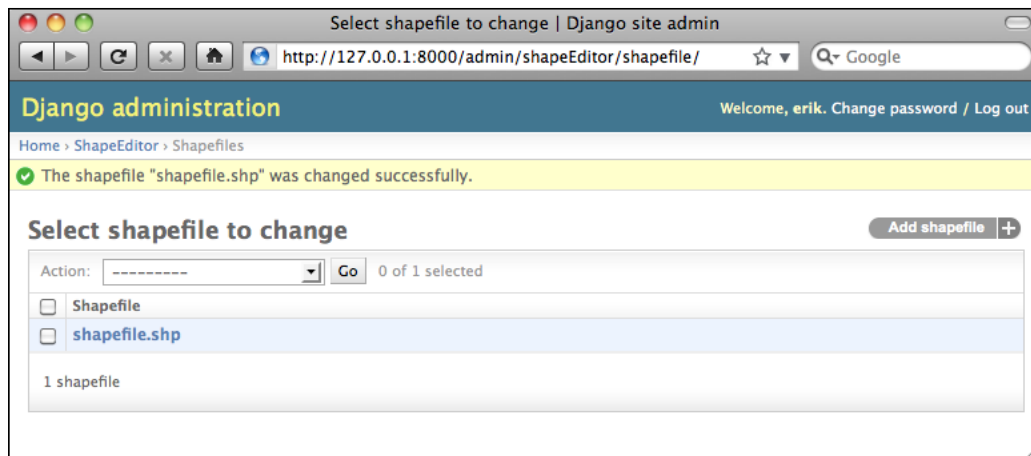 Select shapefile to change | Django site admin
http://127.0.0.1:8000/admin/shapeEditor/shapefile/ Google
Django administration Welcome, erik. Change password / Log out
Home › ShapeEditor › Shapefiles
The shapefile "shapefile.shp" was changed successfully.
Select shapefile to change Add shapefile +
Action: --------- Go 0 of 1 selected
Shapefile
shapefile.shp
1 shapefile